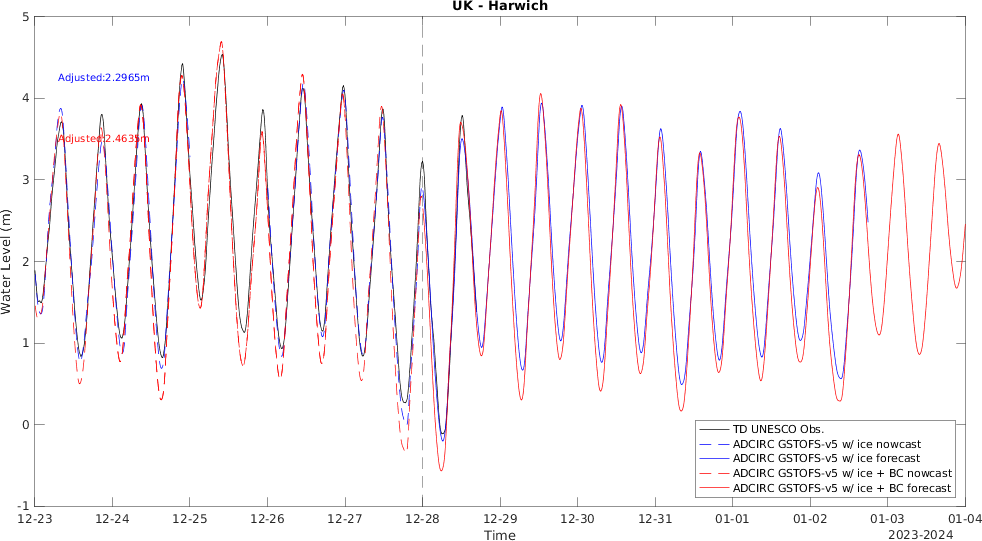 UK - Harwich
5
4
3
2
1
0
-1
Water Level (m)
Adjusted:2.2965m
Adjusted:2.4635m
TD UNESCO Obs.
ADCIRC GSTOFS-v5 w/ ice nowcast
ADCIRC GSTOFS-v5 w/ ice forecast
ADCIRC GSTOFS-v5 w/ ice + BC nowcast
ADCIRC GSTOFS-v5 w/ ice + BC forecast
12-23 12-24 12-25 12-26 12-27 12-28 12-29 12-30 12-31 01-01 01-02 01-03 01-04
Time
2023-2024